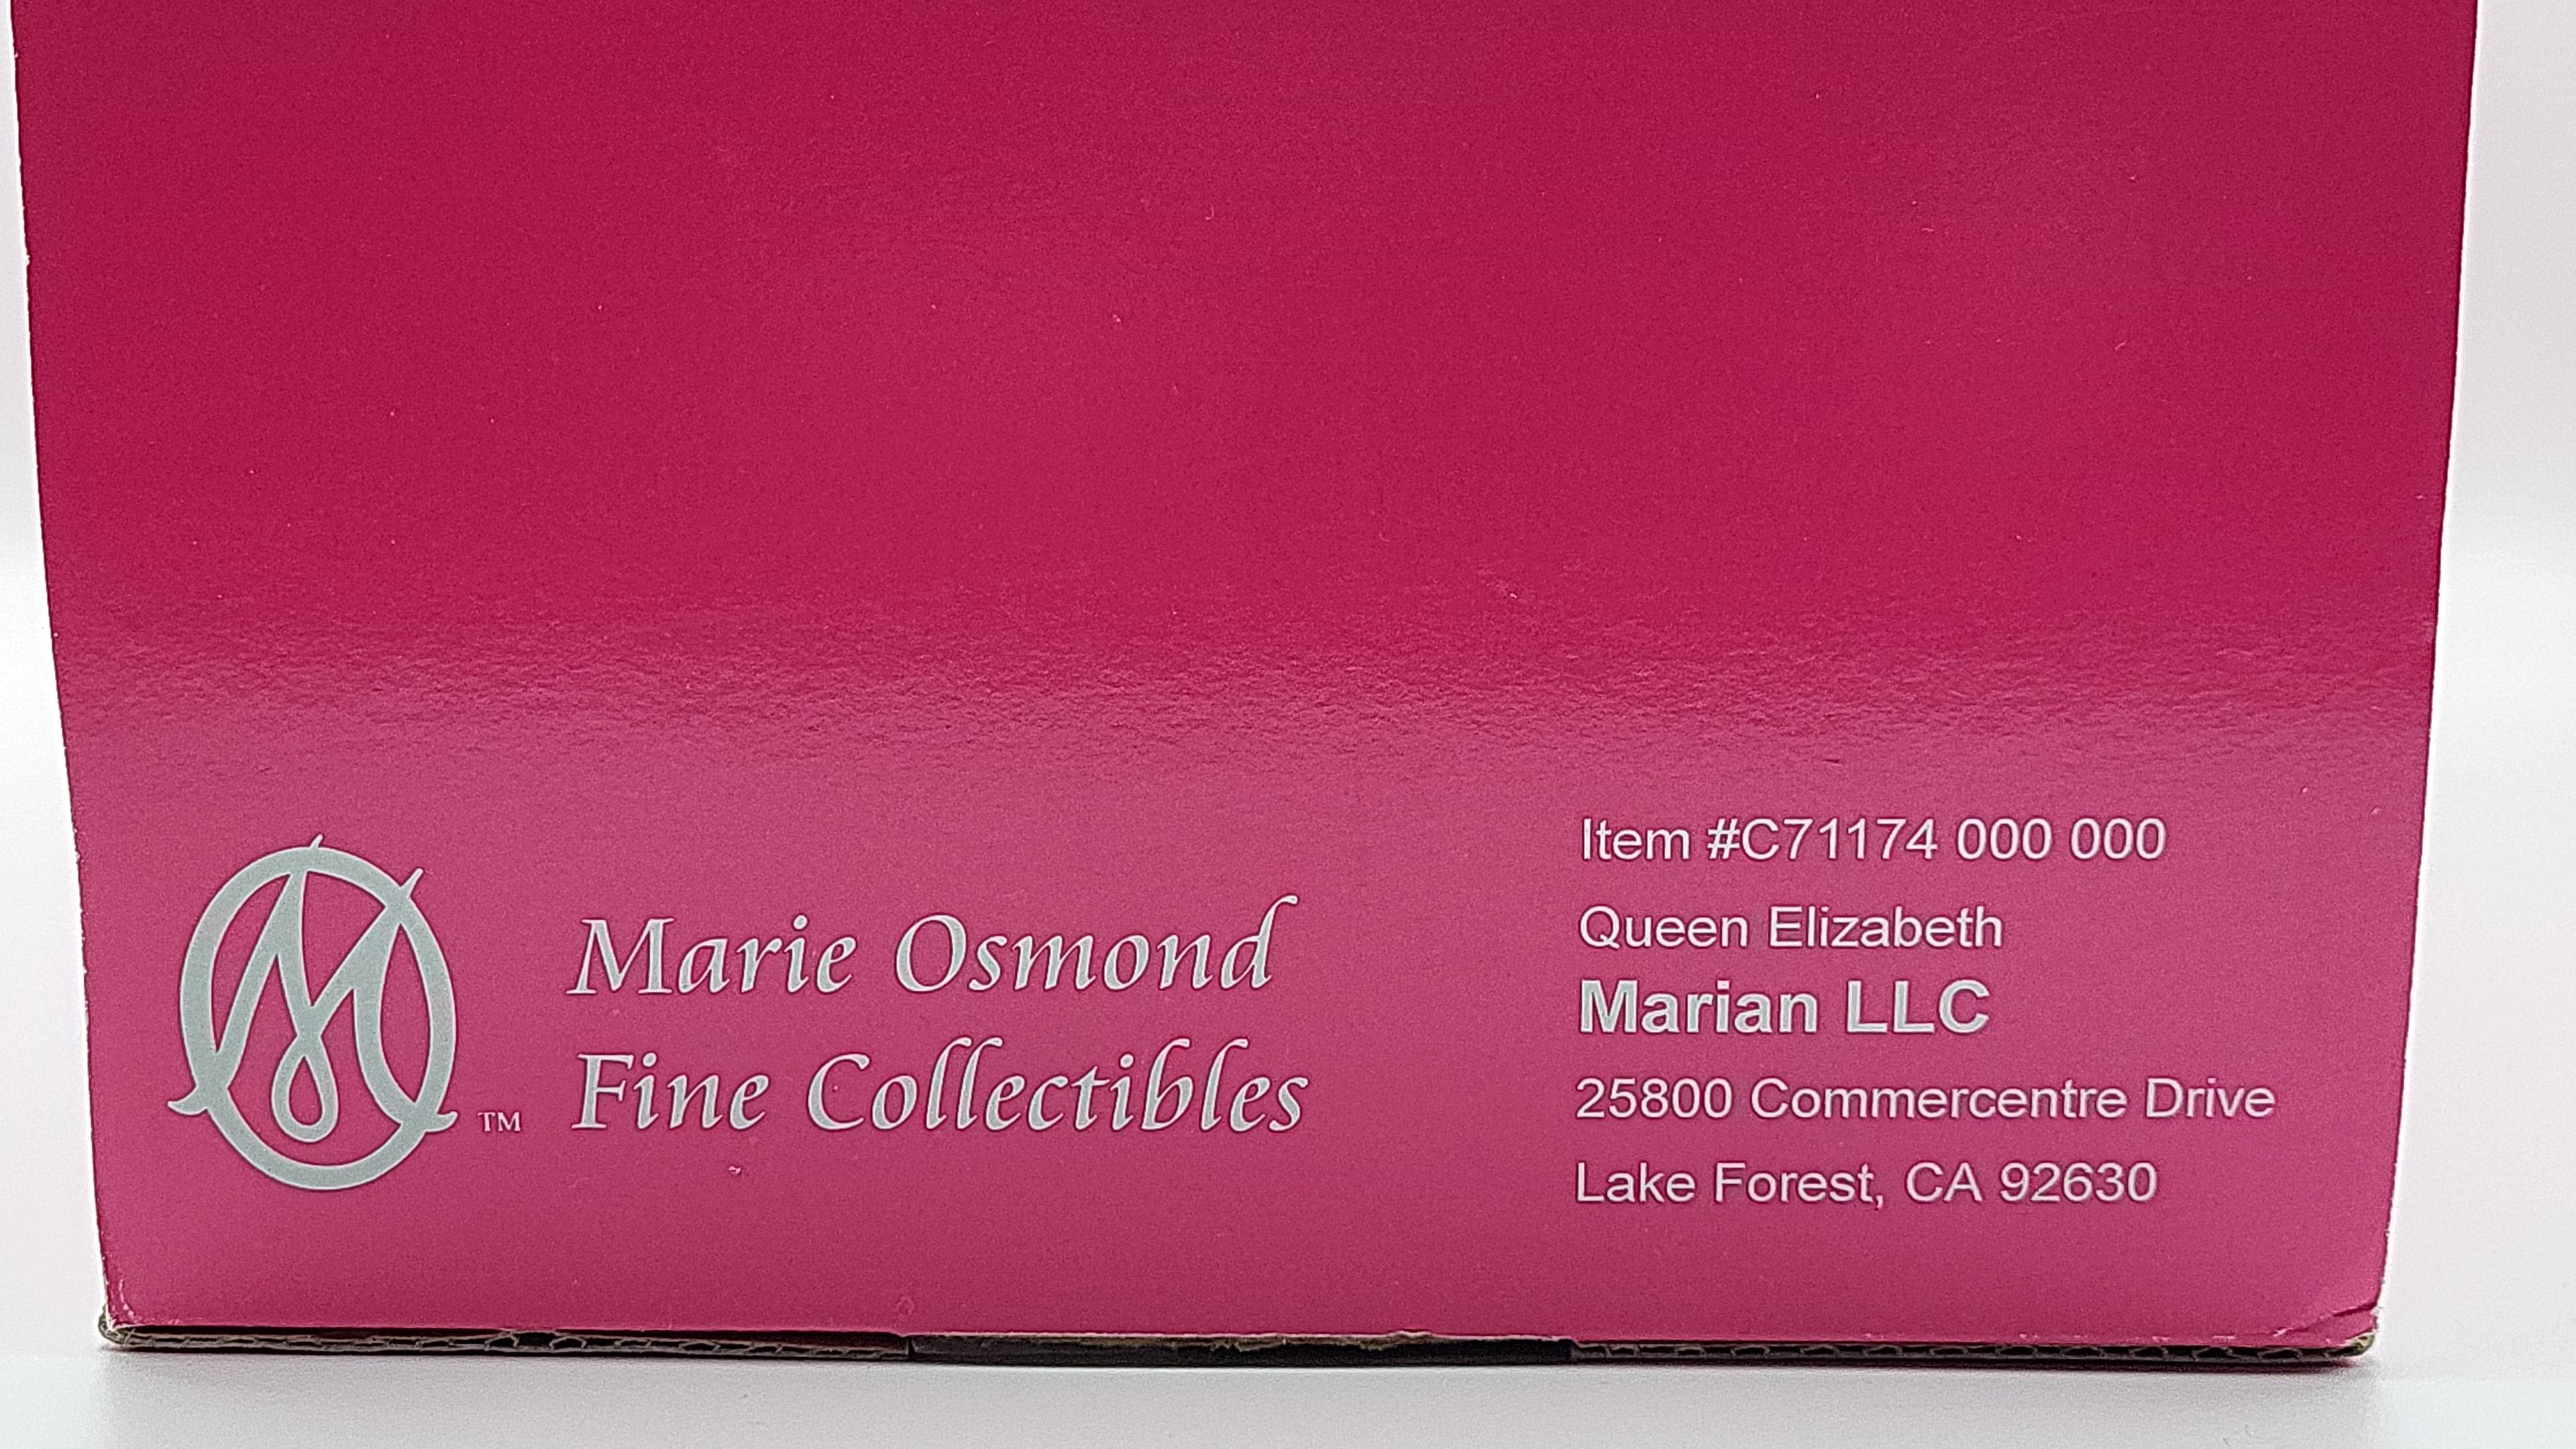 M
TM
Marie Osmond
Fine Collectibles
Item #C71174 000 000
Queen Elizabeth
Marian LLC
25800 Commercentre Drive
Lake Forest, CA 92630